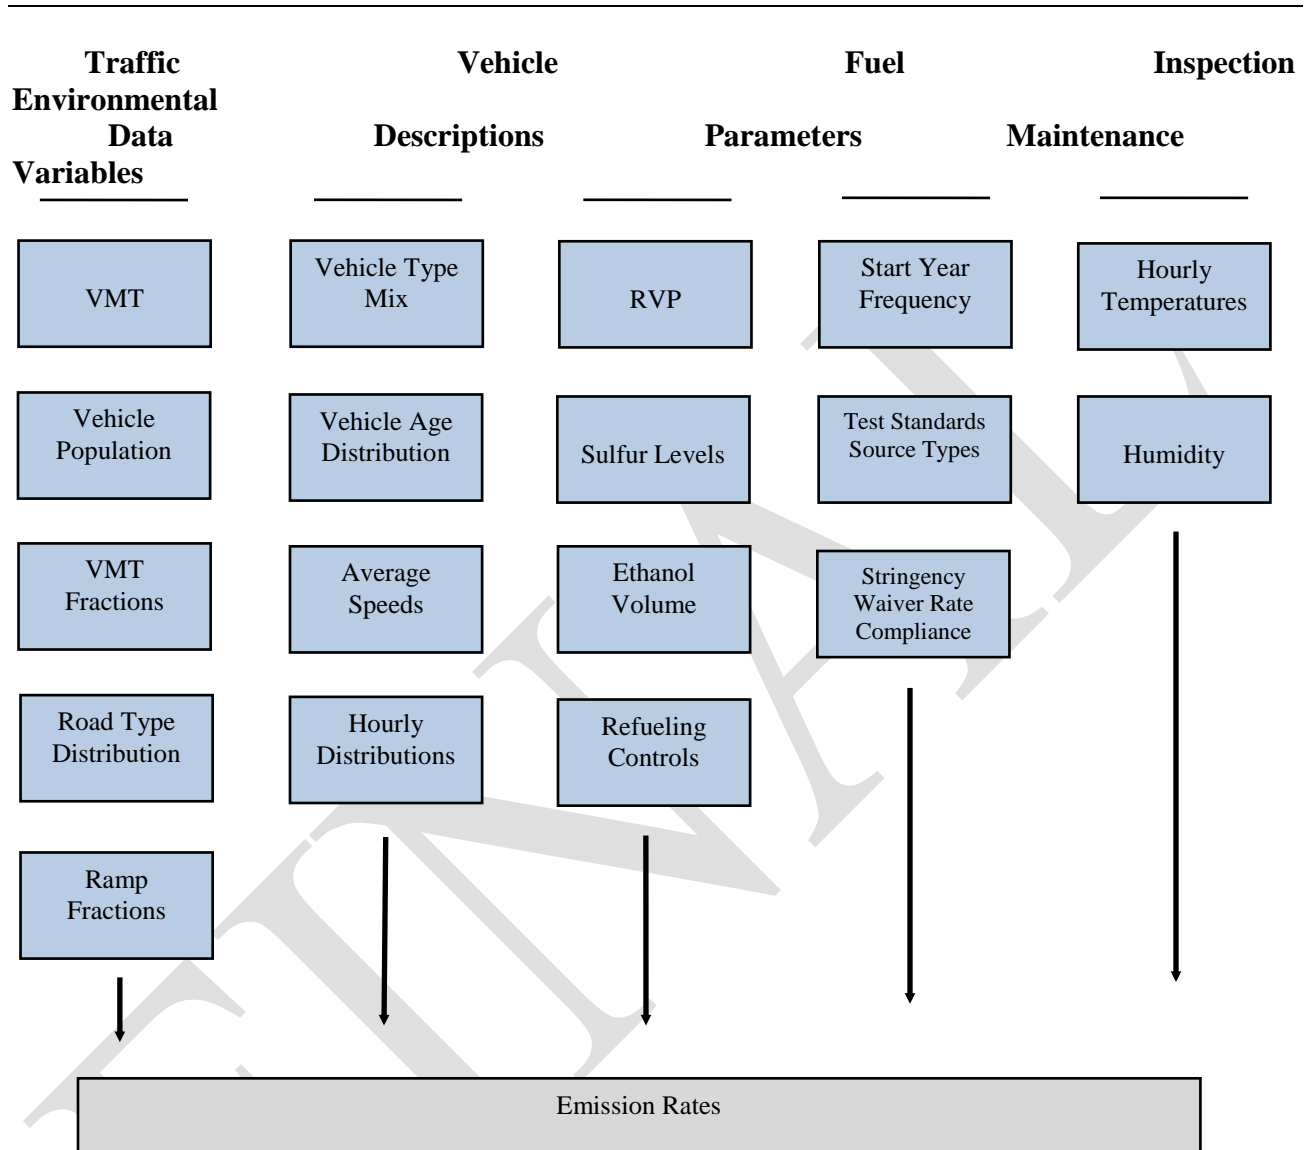 Traffic Vehicle Fuel Inspection
Environmental
Data Descriptions Parameters Maintenance
Variables
VMT
Vehicle Type
Mix
RVP
Start Year
Frequency
Hourly
Temperatures
Vehicle
Population
Vehicle Age
Distribution
Sulfur Levels
Test Standards
Source Types
Humidity
VMT
Fractions
Average
Speeds
Ethanol
Volume
Stringency
Waiver Rate
Compliance
Road Type
Distribution
Hourly
Distributions
Refueling
Controls
Ramp
Fractions
Emission Rates
FINAL